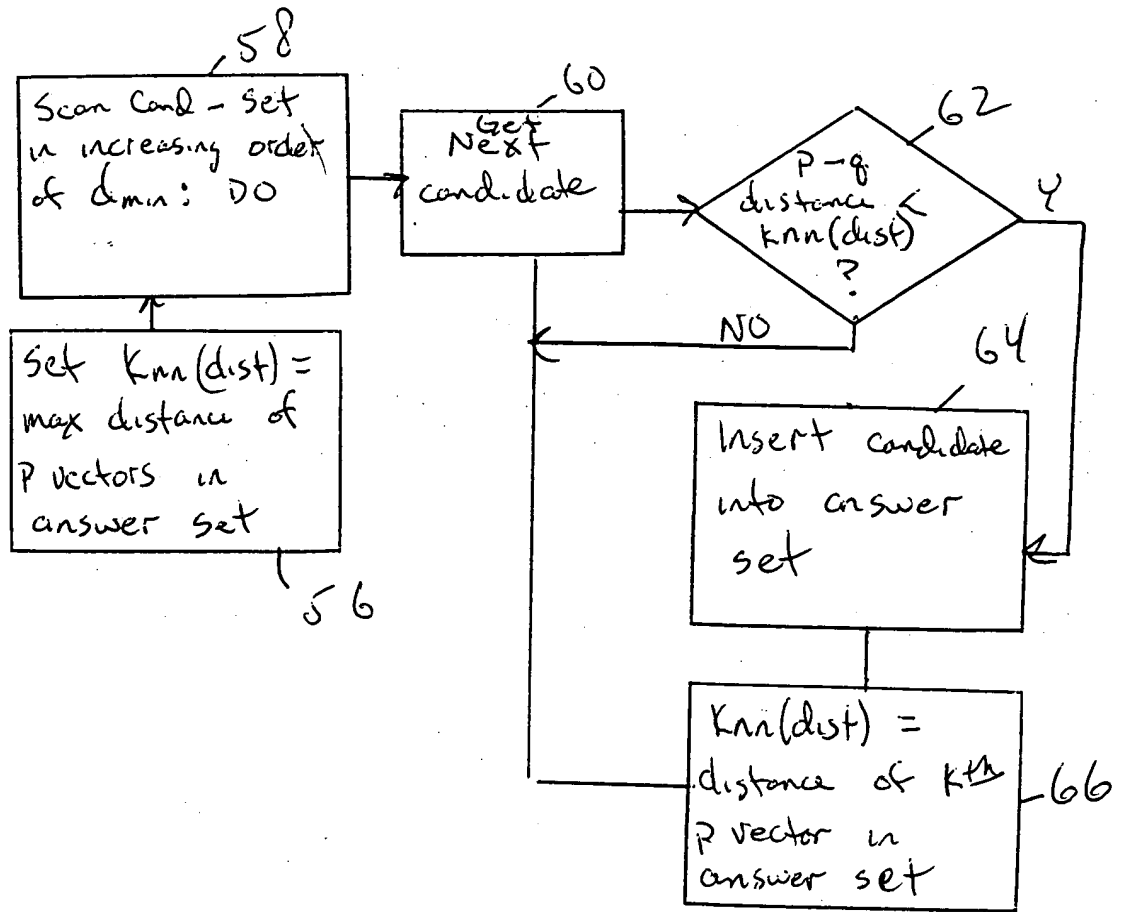 58
Scan Cand - Set
in increasing order
of dmin: DO
60
Get
Next
candidate
62
p-q
distance <
knn(dist)
?
Y
NO
Set Knn(dist) =
max distance of
P vectors in
answer set
56
64
Insert candidate
into answer
set
Knn(dist) =
distance of Kth
P vector in
answer set
66